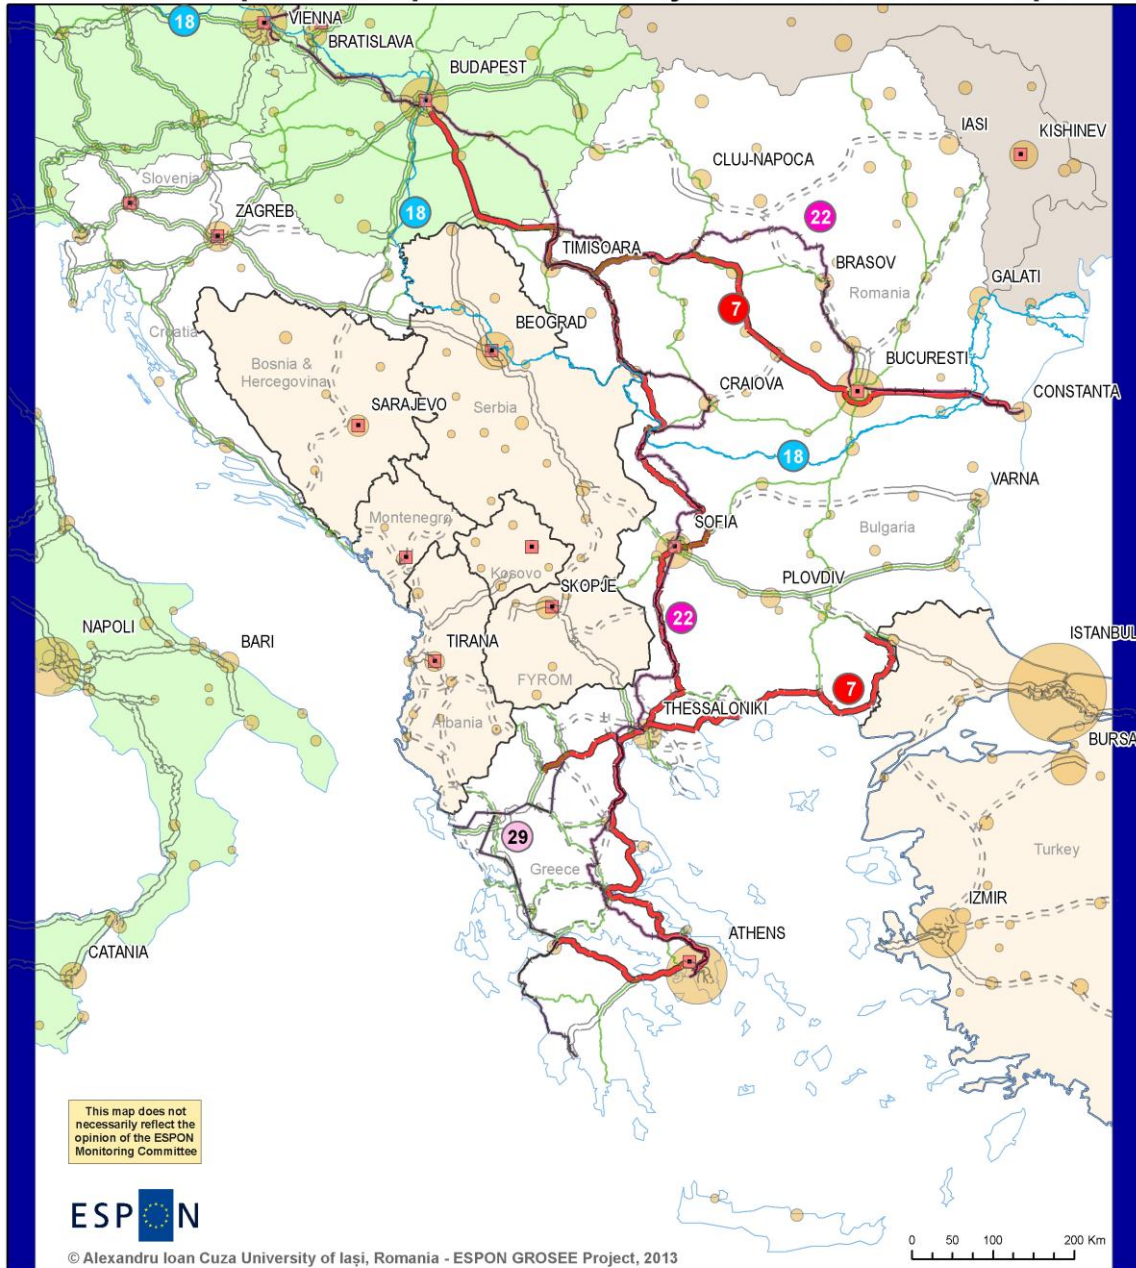 18
VIENNA
BRATISLAVA
BUDAPEST
IASI
KISHINEV
CLUJ-NAPOCA
Slovenia
ZAGREB
18
22
TIMISOARA
BRASOV
Romania
GALATI
Croatia
BEOGRAD
7
BUCURESTI
Bosnia &
Hercegovina
CRAIOVA
CONSTANTA
SARAJEVO
Serbia
18
VARNA
Montenegro
SOFIA
Bulgaria
Kosovo
SKOPJE
PLOVDIV
NAPOLI
BARI
TIRANA
22
ISTANBUL
FYROM
7
THESSALONIKI
Albania
BURSA
29
Greece
Turkey
IZMIR
ATHENS
CATANIA
This map does not
necessarily reflect the
opinion of the ESPON
Monitoring Committee
ESPON
© Alexandru Ioan Cuza University of Iași, Romania - ESPON GROSEE Project, 2013
0 50 100 200 Km